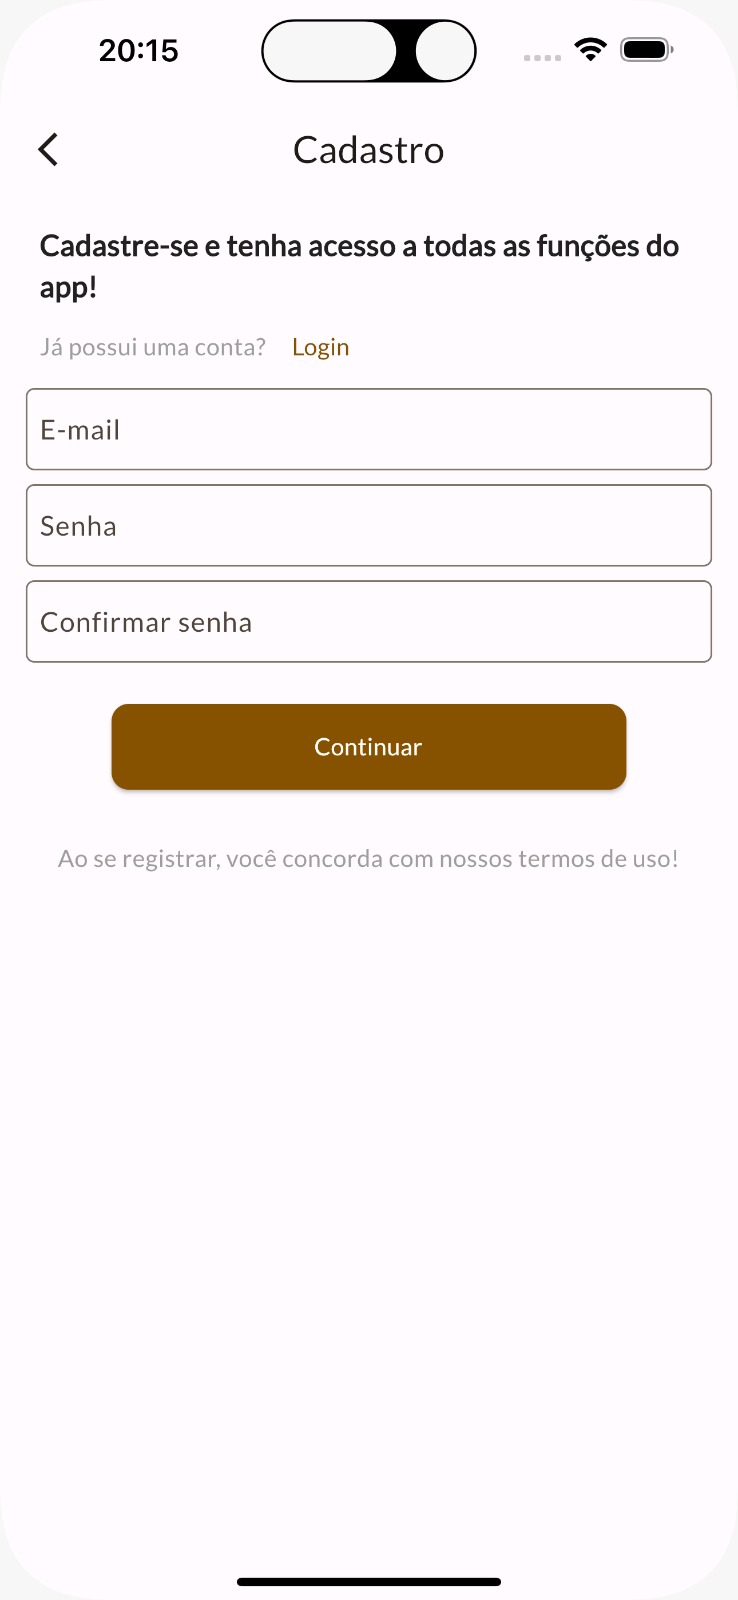 20:15
Cadastro
Cadastre-se e tenha acesso a todas as funções do
app!
Já possui uma conta? Login
E-mail
Senha
Confirmar senha
Continuar
Ao se registrar, você concorda com nossos termos de uso!